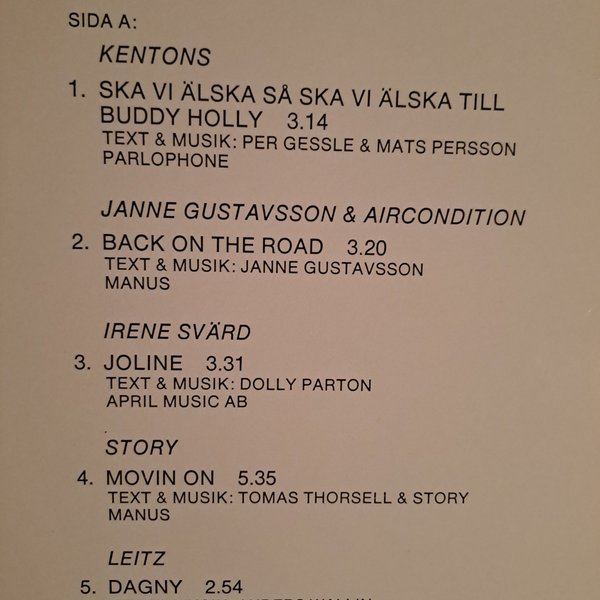 SIDA A:
KENTONS
1. SKA VI ÄLSKA SÅ SKA VI ÄLSKA TILL
BUDDY HOLLY 3.14
TEXT & MUSIK: PER GESSLE & MATS PERSSON
PARLOPHONE
JANNE GUSTAVSSON & AIRCONDITION
2. BACK ON THE ROAD 3.20
TEXT & MUSIK: JANNE GUSTAVSSON
MANUS
IRENE SVÄRD
3. JOLINE 3.31
TEXT & MUSIK: DOLLY PARTON
APRIL MUSIC AB
STORY
4. MOVIN ON 5.35
TEXT & MUSIK: TOMAS THORSELL & STORY
MANUS
LEITZ
5. DAGNY 2.54